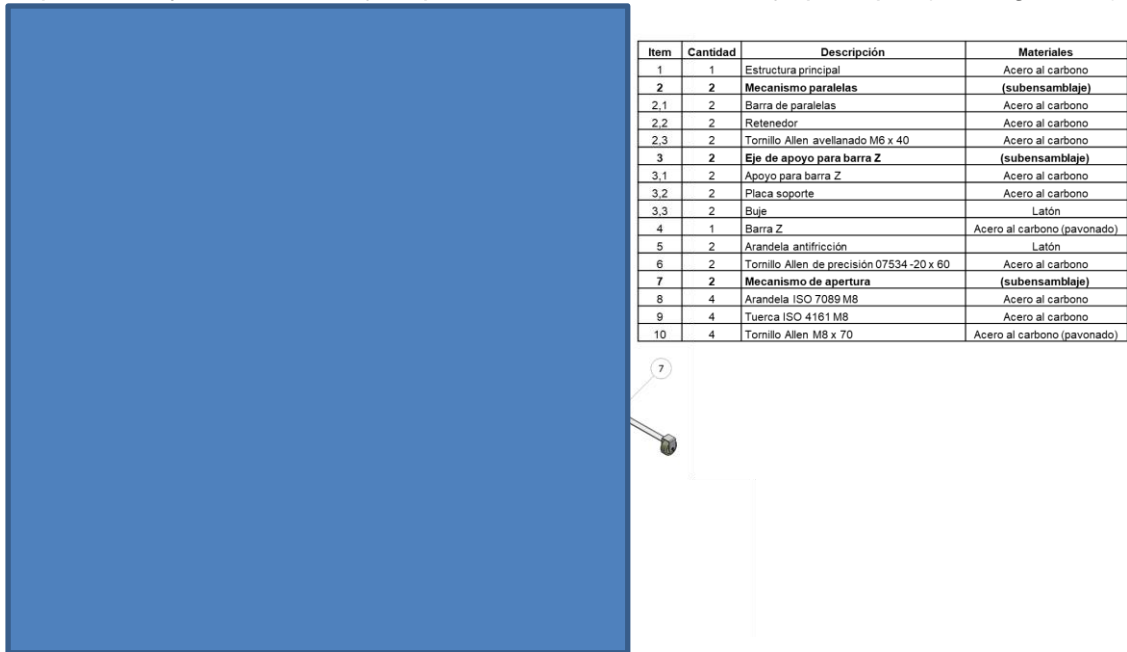 Item Cantidad Descripción Materiales
1 1 Estructura principal Acero al carbono
2 2 Mecanismo paralelas (subensamblaje)
2,1 2 Barra de paralelas Acero al carbono
2,2 2 Retenedor Acero al carbono
2,3 2 Tornillo Allen avellanado M6 x 40 Acero al carbono
3 2 Eje de apoyo para barra Z (subensamblaje)
3,1 2 Apoyo para barra Z Acero al carbono
3,2 2 Placa soporte Acero al carbono
3,3 2 Buje Latón
4 1 Barra Z Acero al carbono (pavonado)
5 2 Arandela antifricción Latón
6 2 Tornillo Allen de precisión 07534 -20 x 60 Acero al carbono
7 2 Mecanismo de apertura (subensamblaje)
8 4 Arandela ISO 7089 M8 Acero al carbono
9 4 Tuerca ISO 4161 M8 Acero al carbono
10 4 Tornillo Allen M8 x 70 Acero al carbono (pavonado)
7